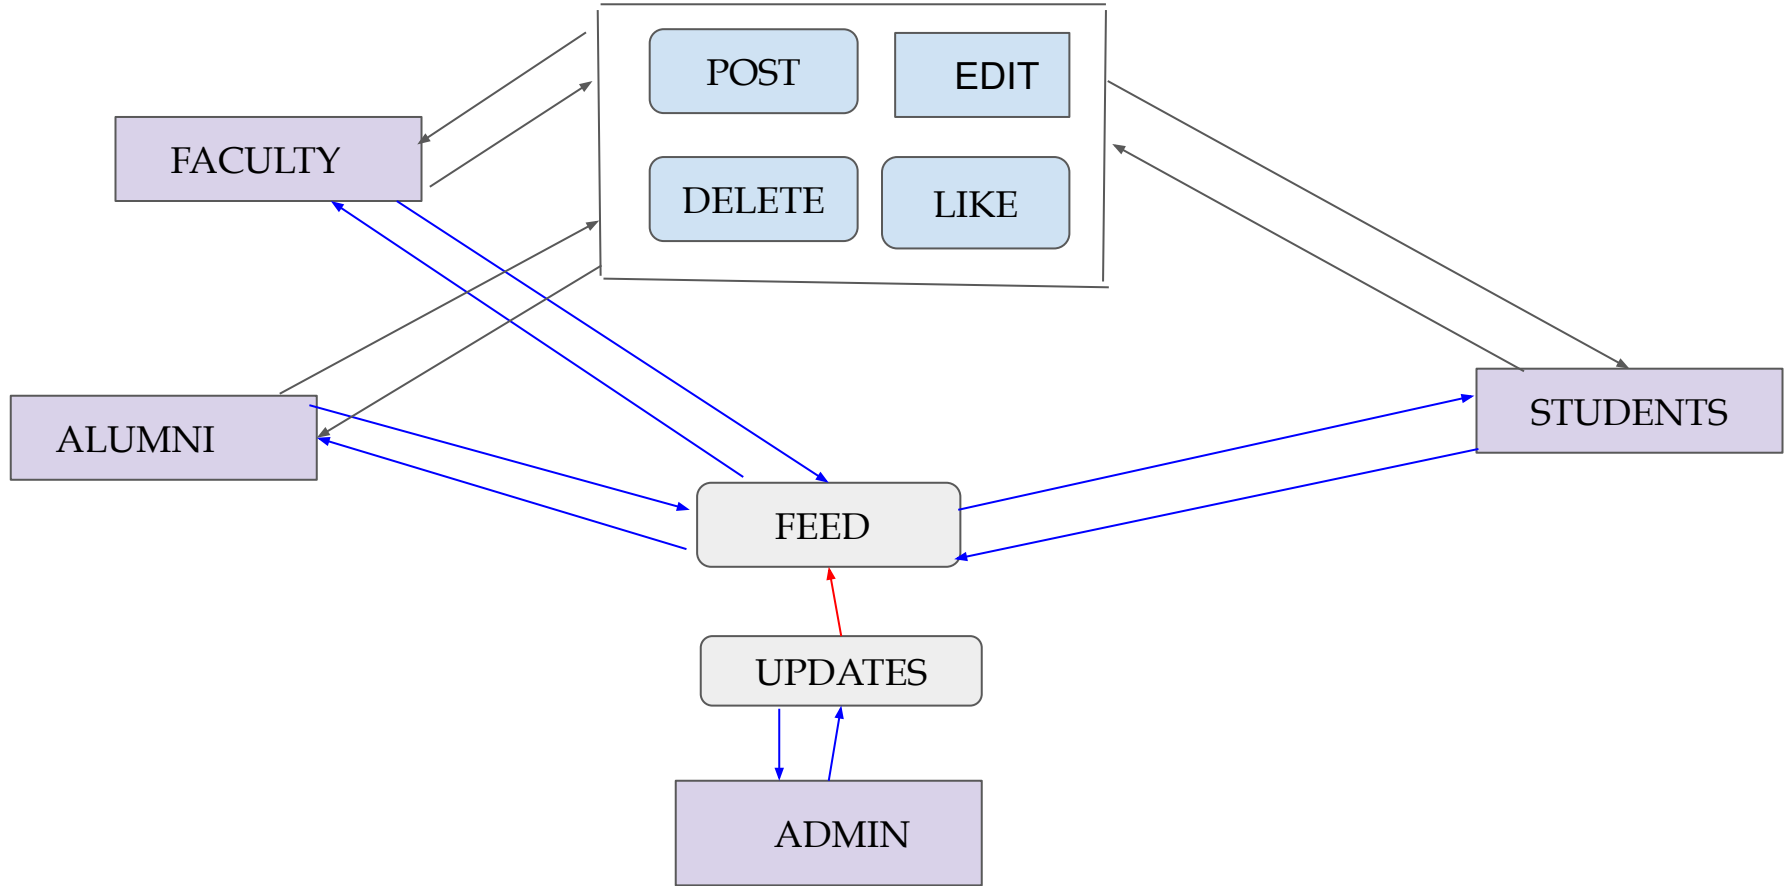 POST
EDIT
FACULTY
DELETE
LIKE
ALUMNI
STUDENTS
FEED
UPDATES
ADMIN